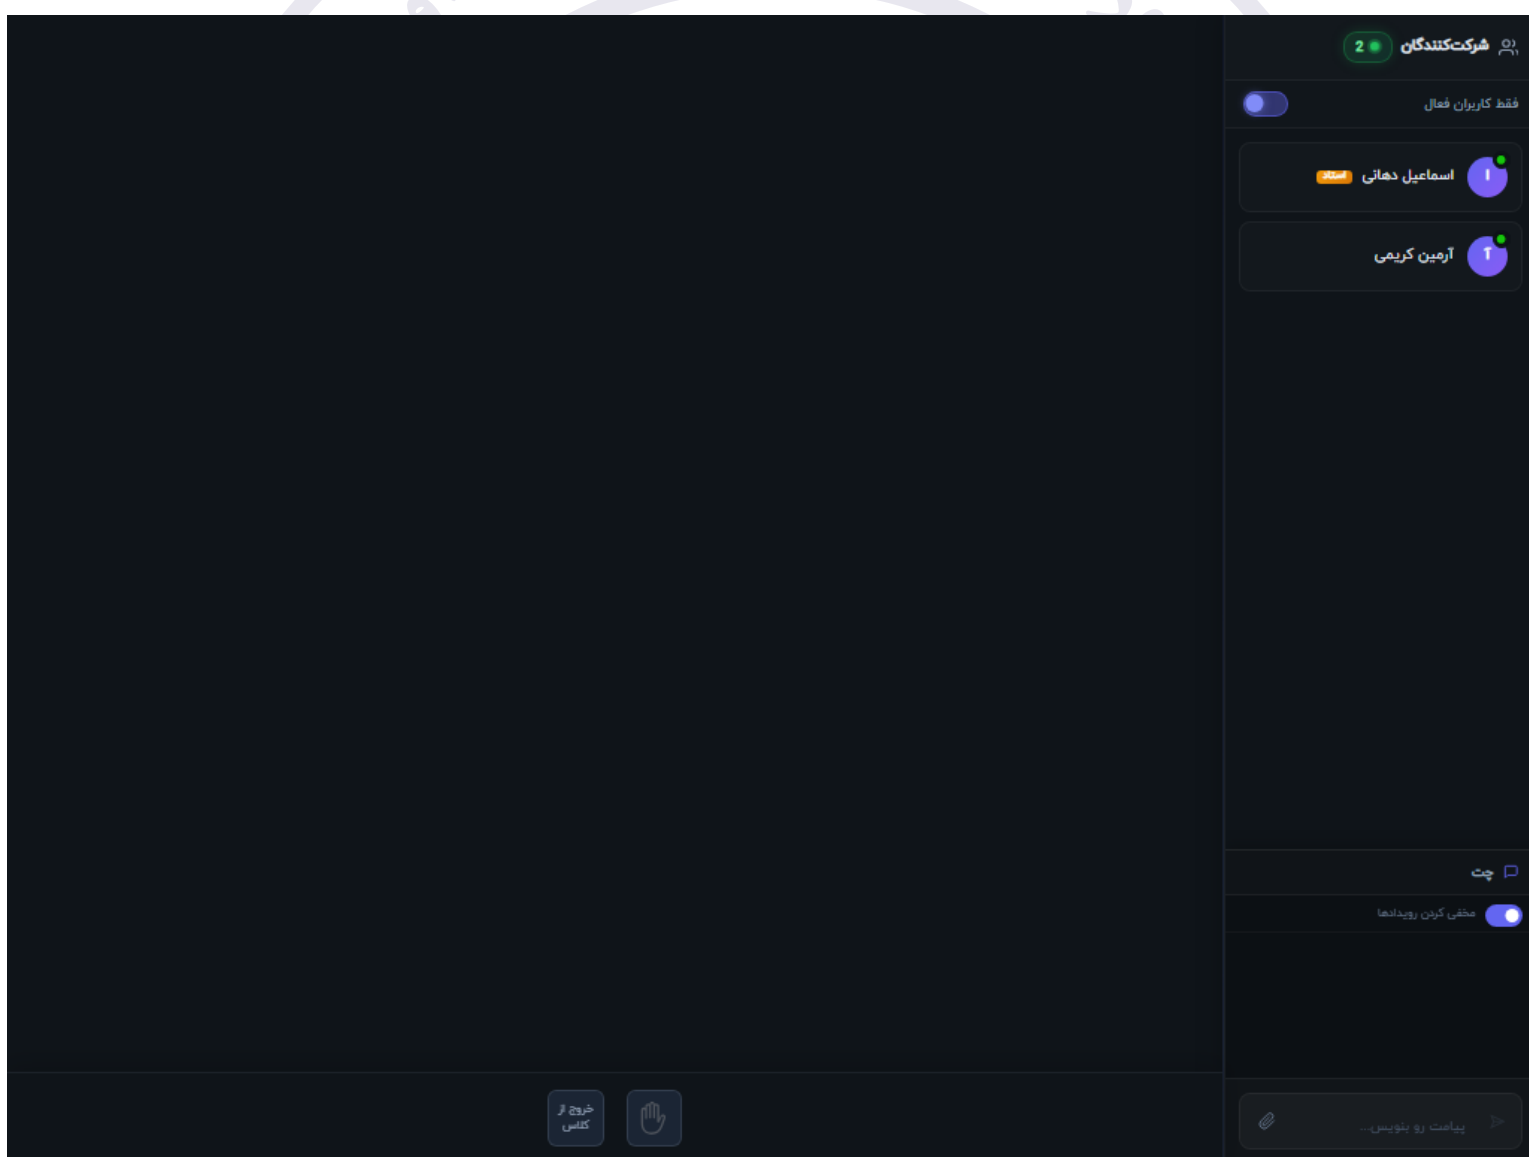 شرکت‌کنندگان 2
فقط کاربران فعال
ا اسماعیل دهانی استاد
آ آرمین کریمی
چت
مخفی کردن رویدادها
پیامت رو بنویس...
خروج از
کلاس